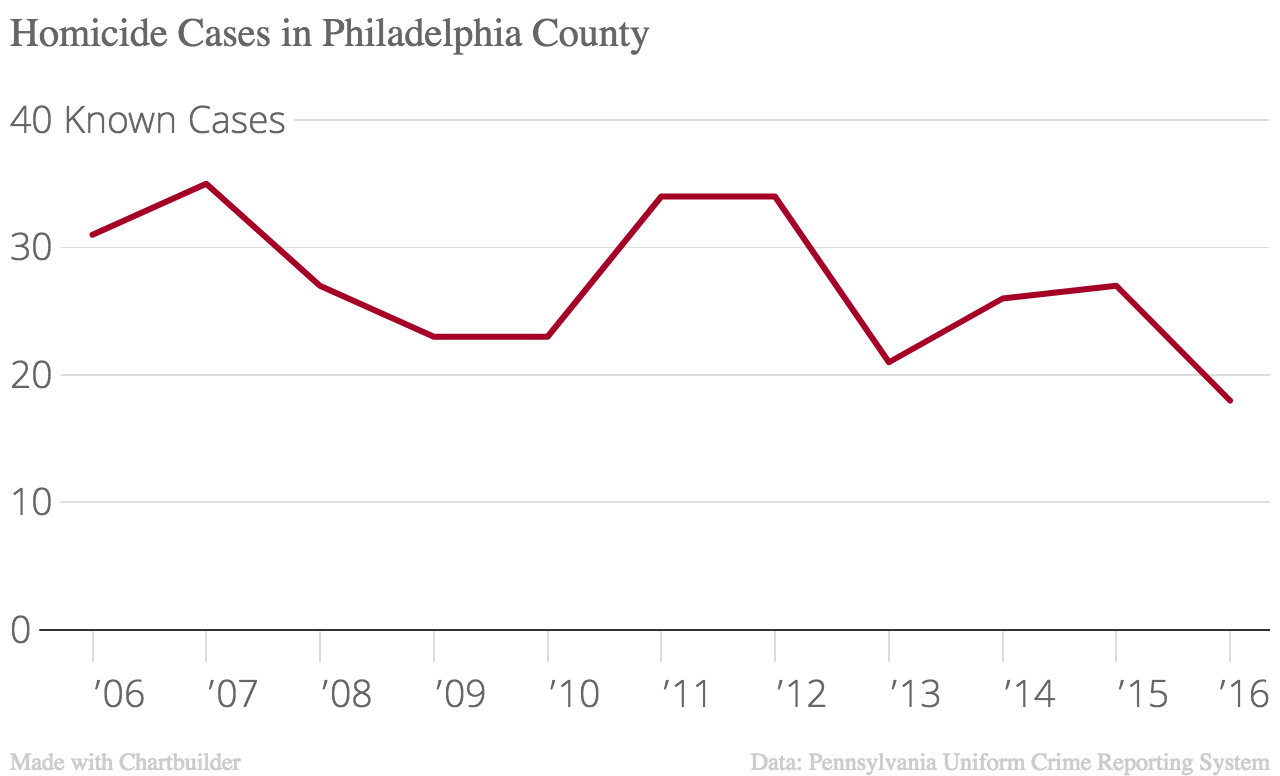 Homicide Cases in Philadelphia County
40 Known Cases
30
20
10
0
’06 ’07 ’08 ’09 ’10 ’11 ’12 ’13 ’14 ’15 ’16
Made with Chartbuilder
Data: Pennsylvania Uniform Crime Reporting System